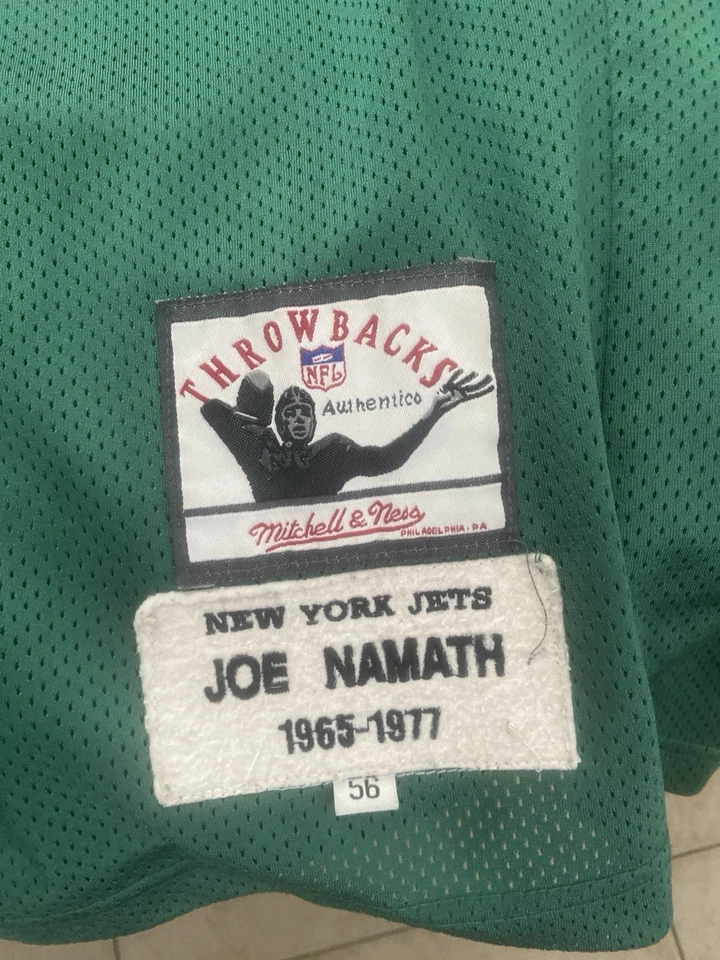 THROWBACKS
NFL
Authentico
Mitchell & Ness
PHILADELPHIA, PA
NEW YORK JETS
JOE NAMATH
1965-1977
56